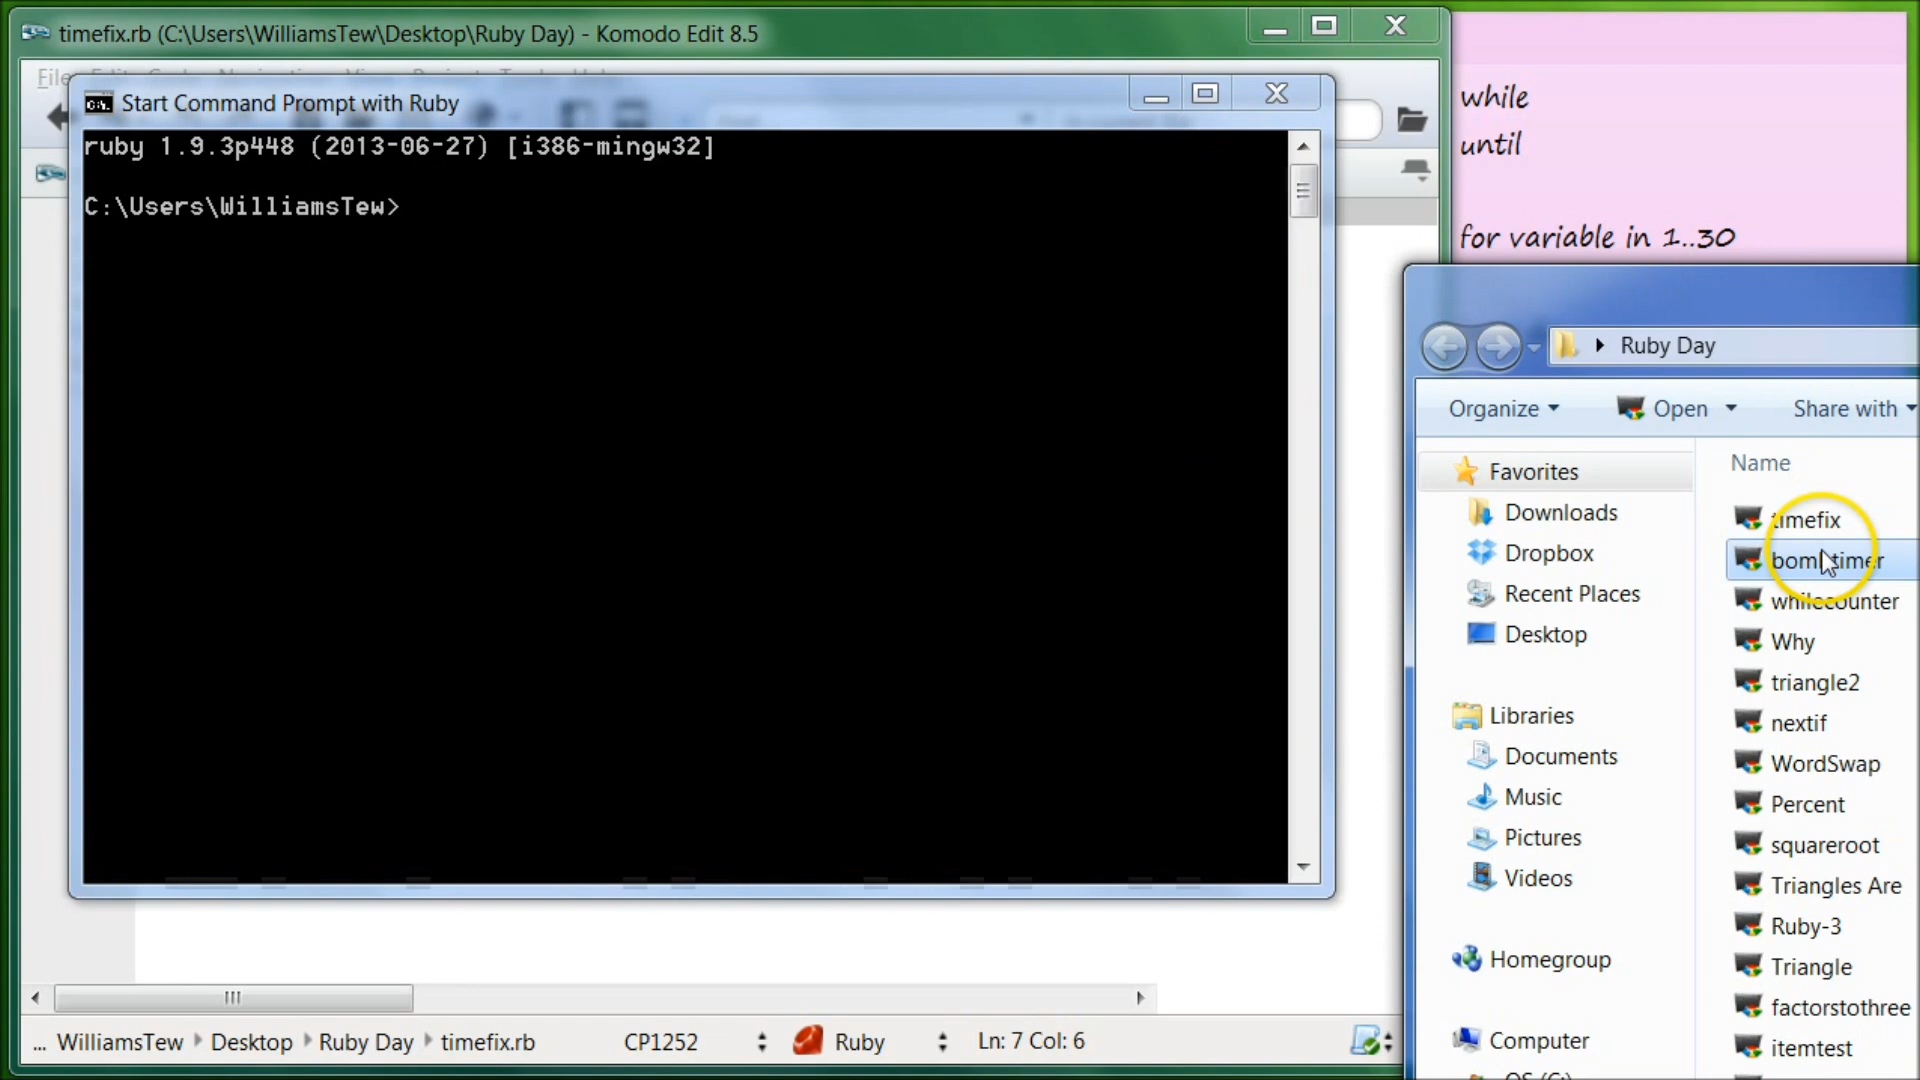 timefix.rb (C:\Users\WilliamsTew\Desktop\Ruby Day) - Komodo Edit 8.5
Start Command Prompt with Ruby
ruby 1.9.3p448 (2013-06-27) [i386-mingw32]
C:\Users\WilliamsTew>
while
until
for variable in 1..30
Ruby Day
Organize
Open
Share with
Favorites
Downloads
Dropbox
Recent Places
Desktop
Libraries
Documents
Music
Pictures
Videos
Homegroup
Computer
Name
timefix
bombtimer
whilecounter
Why
triangle2
nextif
WordSwap
Percent
squareroot
Triangles Are
Ruby-3
Triangle
factorstothree
itemtest
... WilliamsTew Desktop Ruby Day timefix.rb CP1252 Ruby Ln: 7 Col: 6